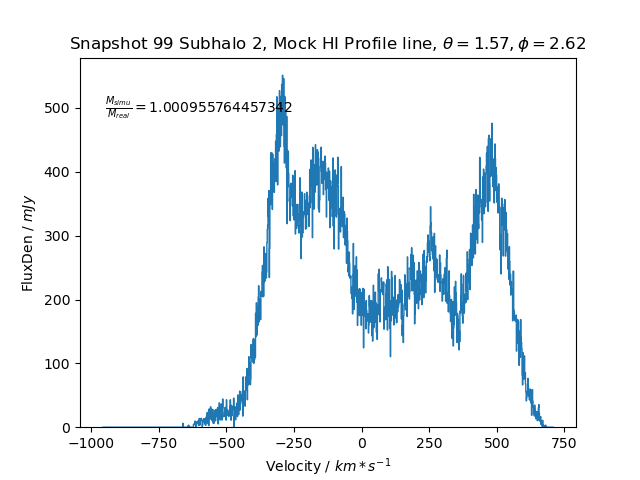 Snapshot 99 Subhalo 2, Mock HI Profile line, θ = 1.57, ϕ = 2.62
M_simu/M_real = 1.000955764457342
FluxDen / mJy
500
400
300
200
100
0
−1000 −750 −500 −250 0 250 500 750
Velocity / km * s⁻¹